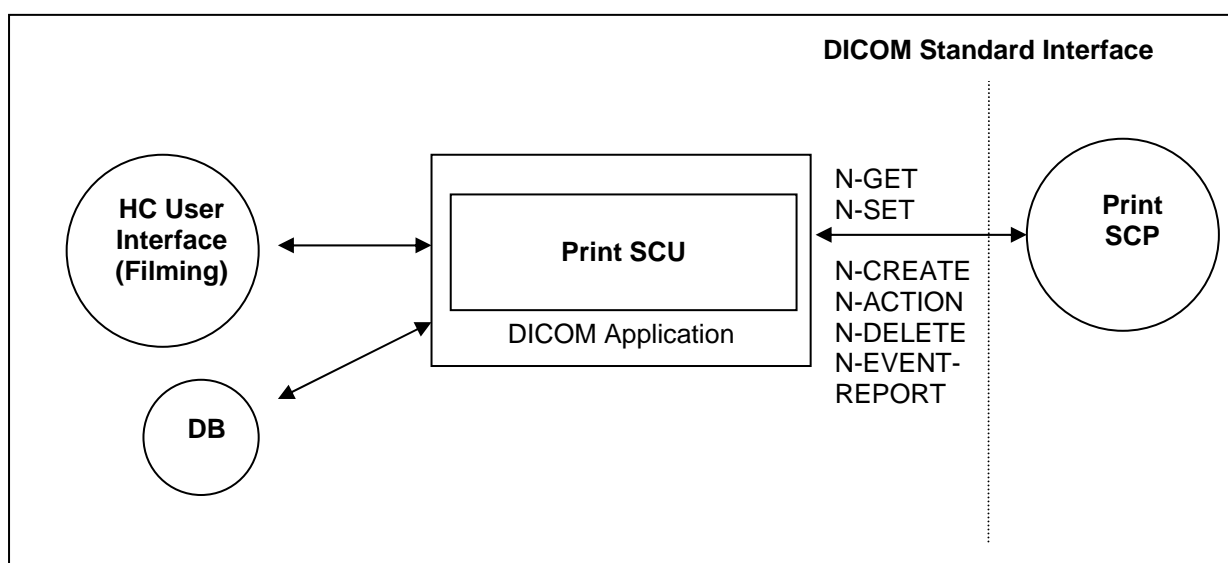 DICOM Standard Interface
HC User
Interface
(Filming)
DB
Print SCU
DICOM Application
N-GET
N-SET
N-CREATE
N-ACTION
N-DELETE
N-EVENT-
REPORT
Print
SCP